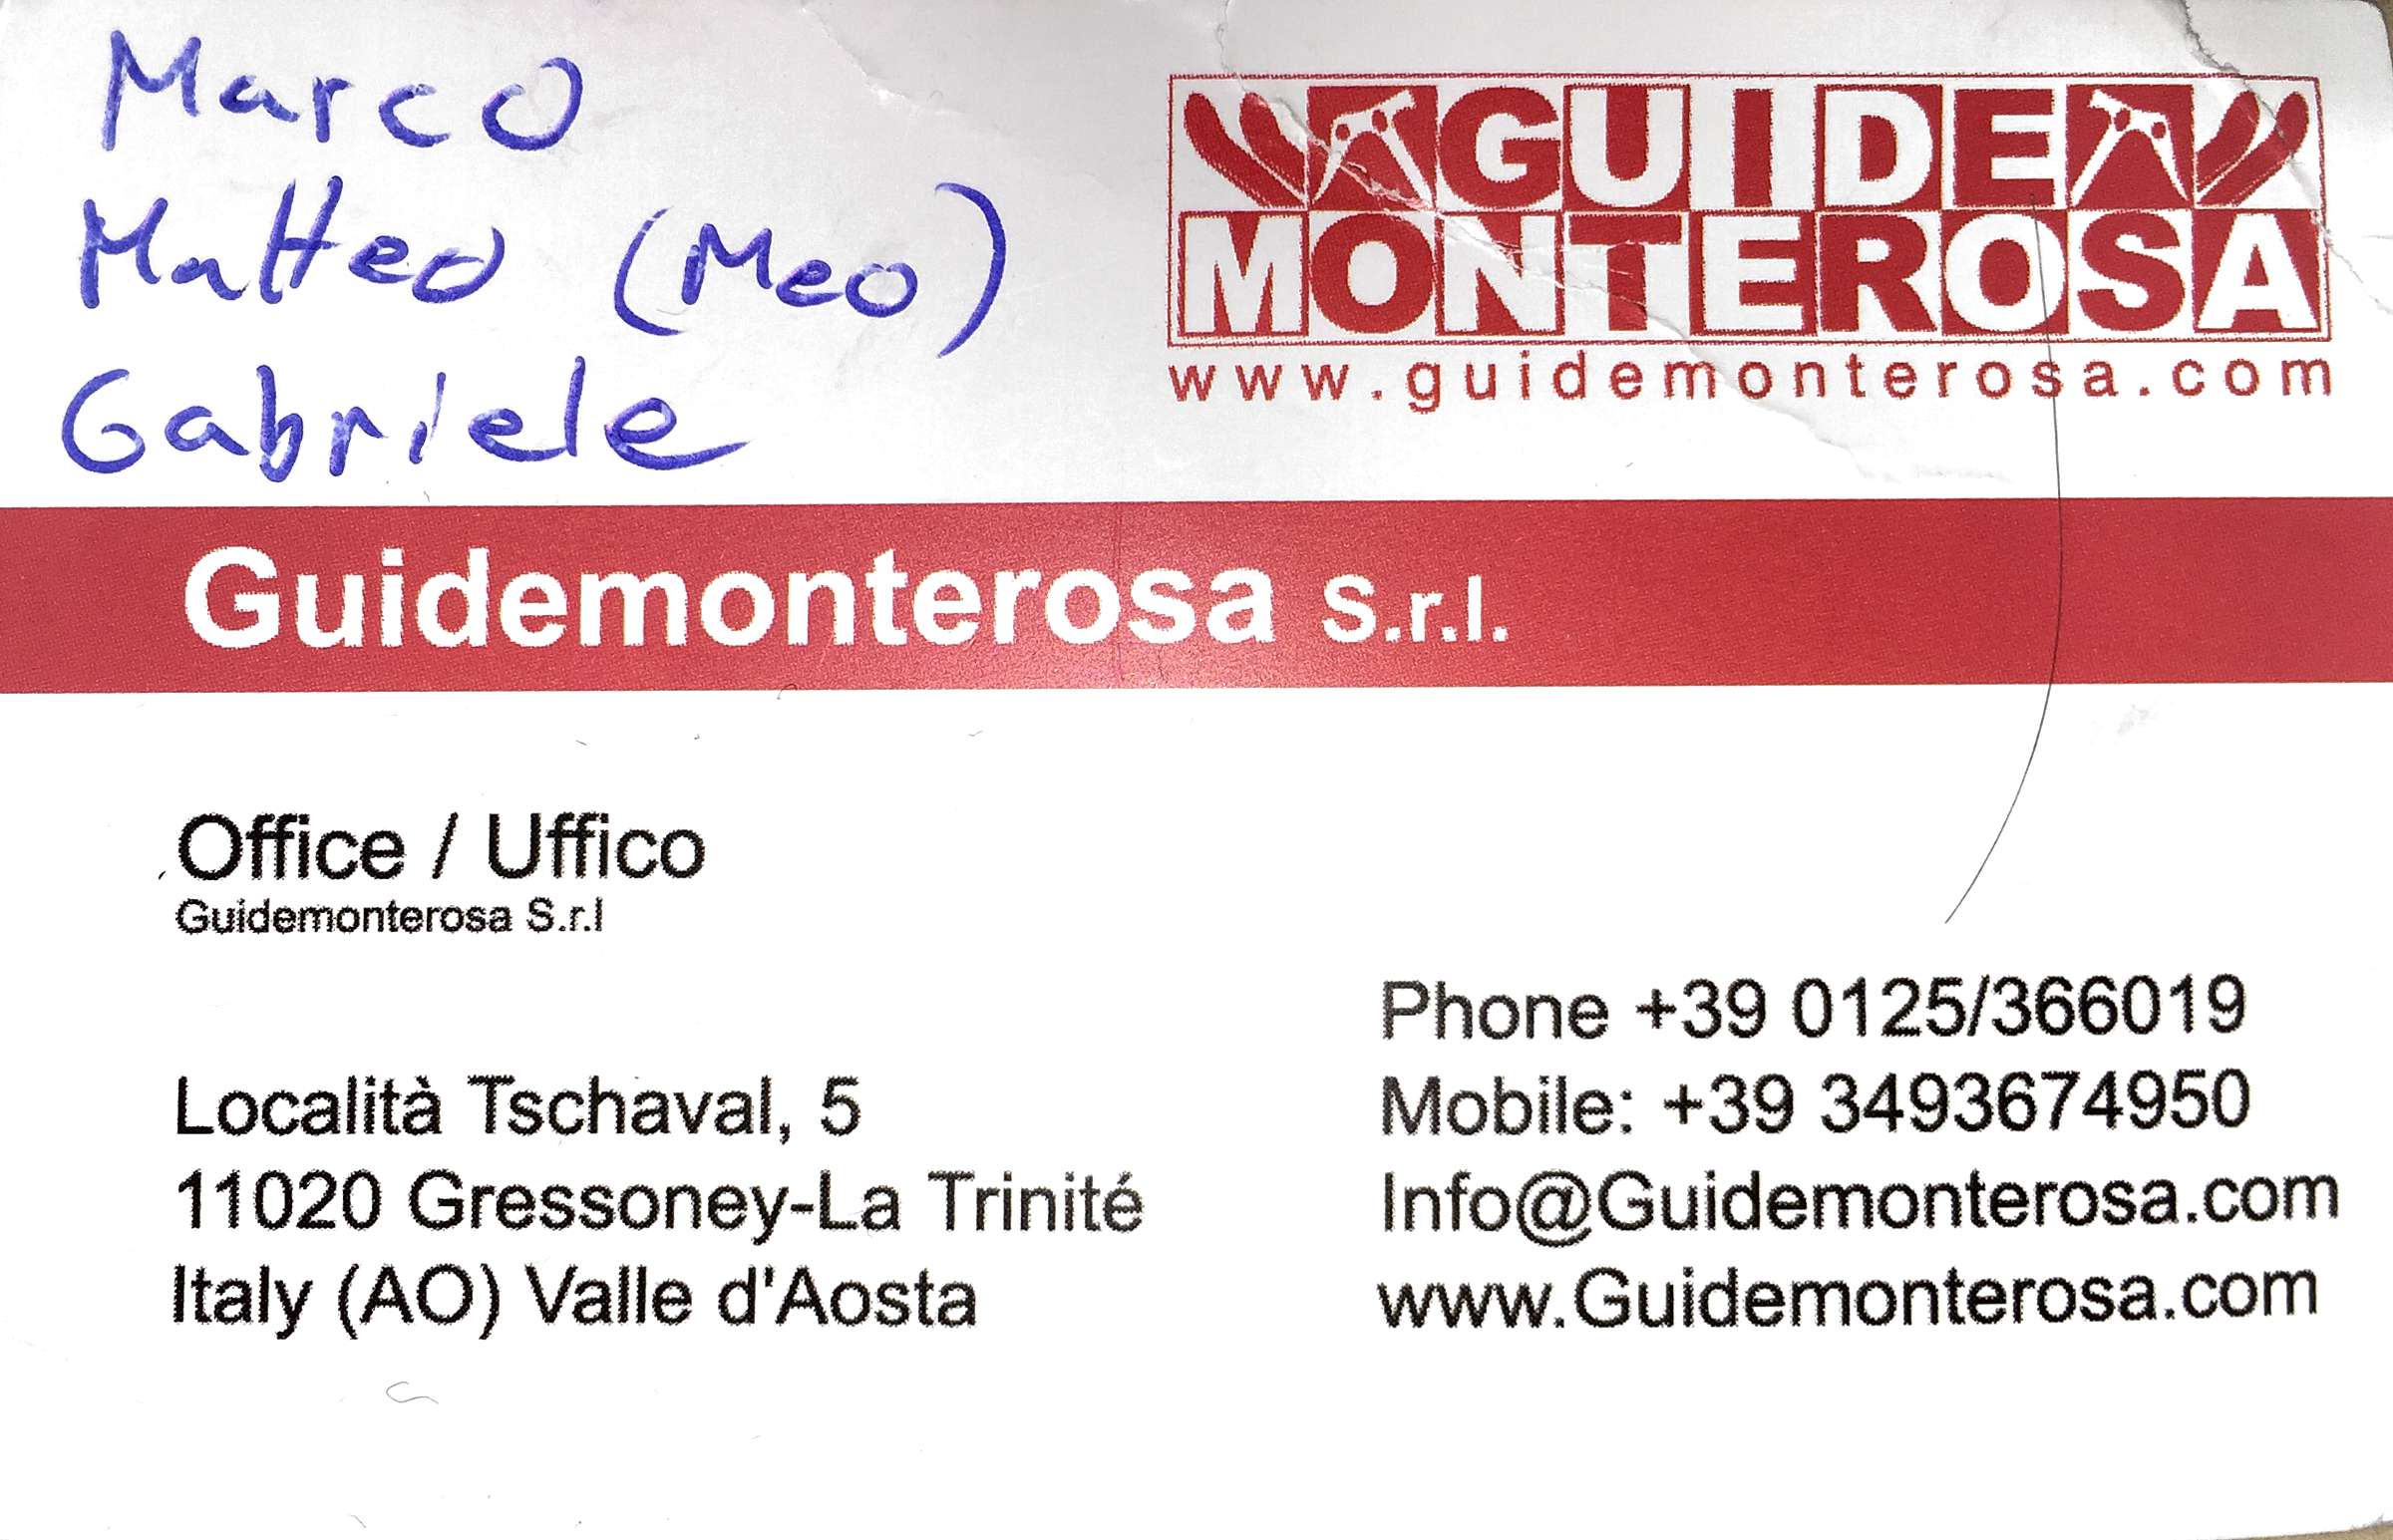 Marco
Matteo (Meo)
Gabriele
GUIDE
MONTEROSA
www.guidemonterosa.com
Guidemonterosa S.r.l.
Office / Uffico
Guidemonterosa S.r.l
Località Tschaval, 5
11020 Gressoney-La Trinité
Italy (AO) Valle d'Aosta
Phone +39 0125/366019
Mobile: +39 3493674950
Info@Guidemonterosa.com
www.Guidemonterosa.com